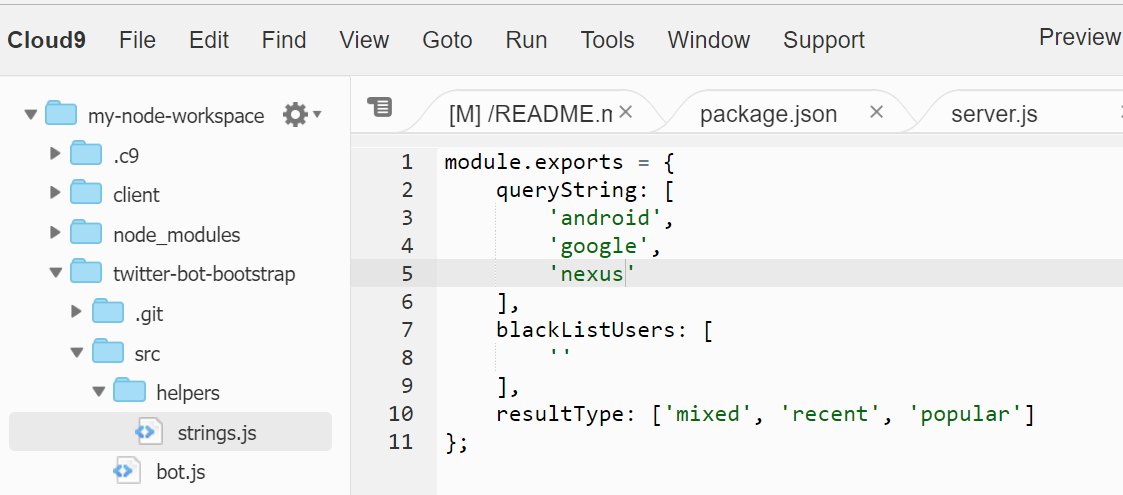 Cloud9 File Edit Find View Goto Run Tools Window Support Preview
my-node-workspace
.c9
client
node_modules
twitter-bot-bootstrap
.git
src
helpers
strings.js
bot.js
[M] /README.m package.json server.js
1 module.exports = {
2 queryString: [
3 'android',
4 'google',
5 'nexus'
6 ],
7 blackListUsers: [
8 ''
9 ],
10 resultType: ['mixed', 'recent', 'popular']
11 };